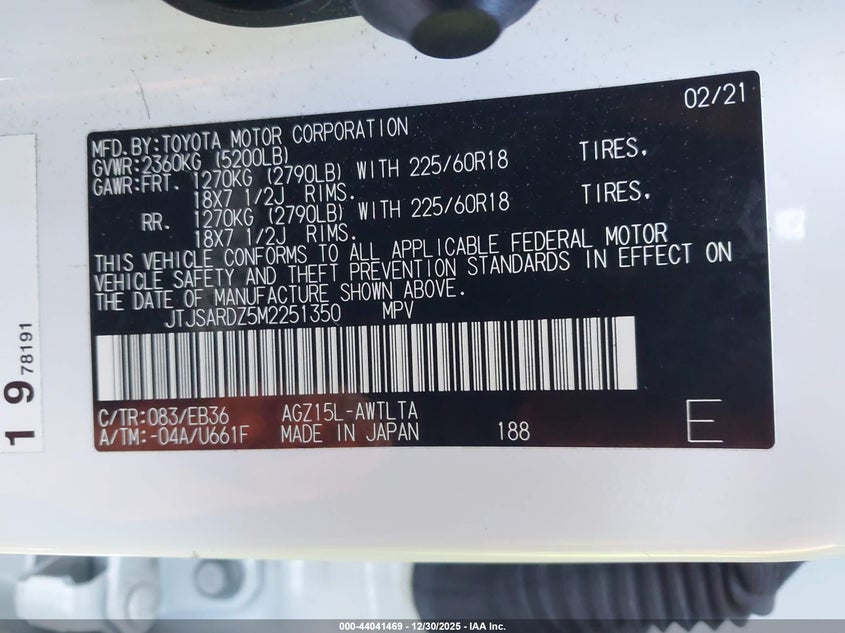 02/21
MFD.BY:TOYOTA MOTOR CORPORATION
GVWR:2360KG (5200LB)
GAWR:FRT. 1270KG (2790LB) WITH 225/60R18 TIRES.
18X7 1/2J RIMS.
RR. 1270KG (2790LB) WITH 225/60R18 TIRES.
18X7 1/2J RIMS.
THIS VEHICLE CONFORMS TO ALL APPLICABLE FEDERAL MOTOR
VEHICLE SAFETY AND THEFT PREVENTION STANDARDS IN EFFECT ON
THE DATE OF MANUFACTURE SHOWN ABOVE.
JTJSARDZ5M2251350 MPV
C/TR:083/EB36 AGZ15L-AWTLTA
A/TM:-04A/U661F MADE IN JAPAN 188 E
1 9 78191
000-44041469 - 12/30/2025 - IAA Inc.